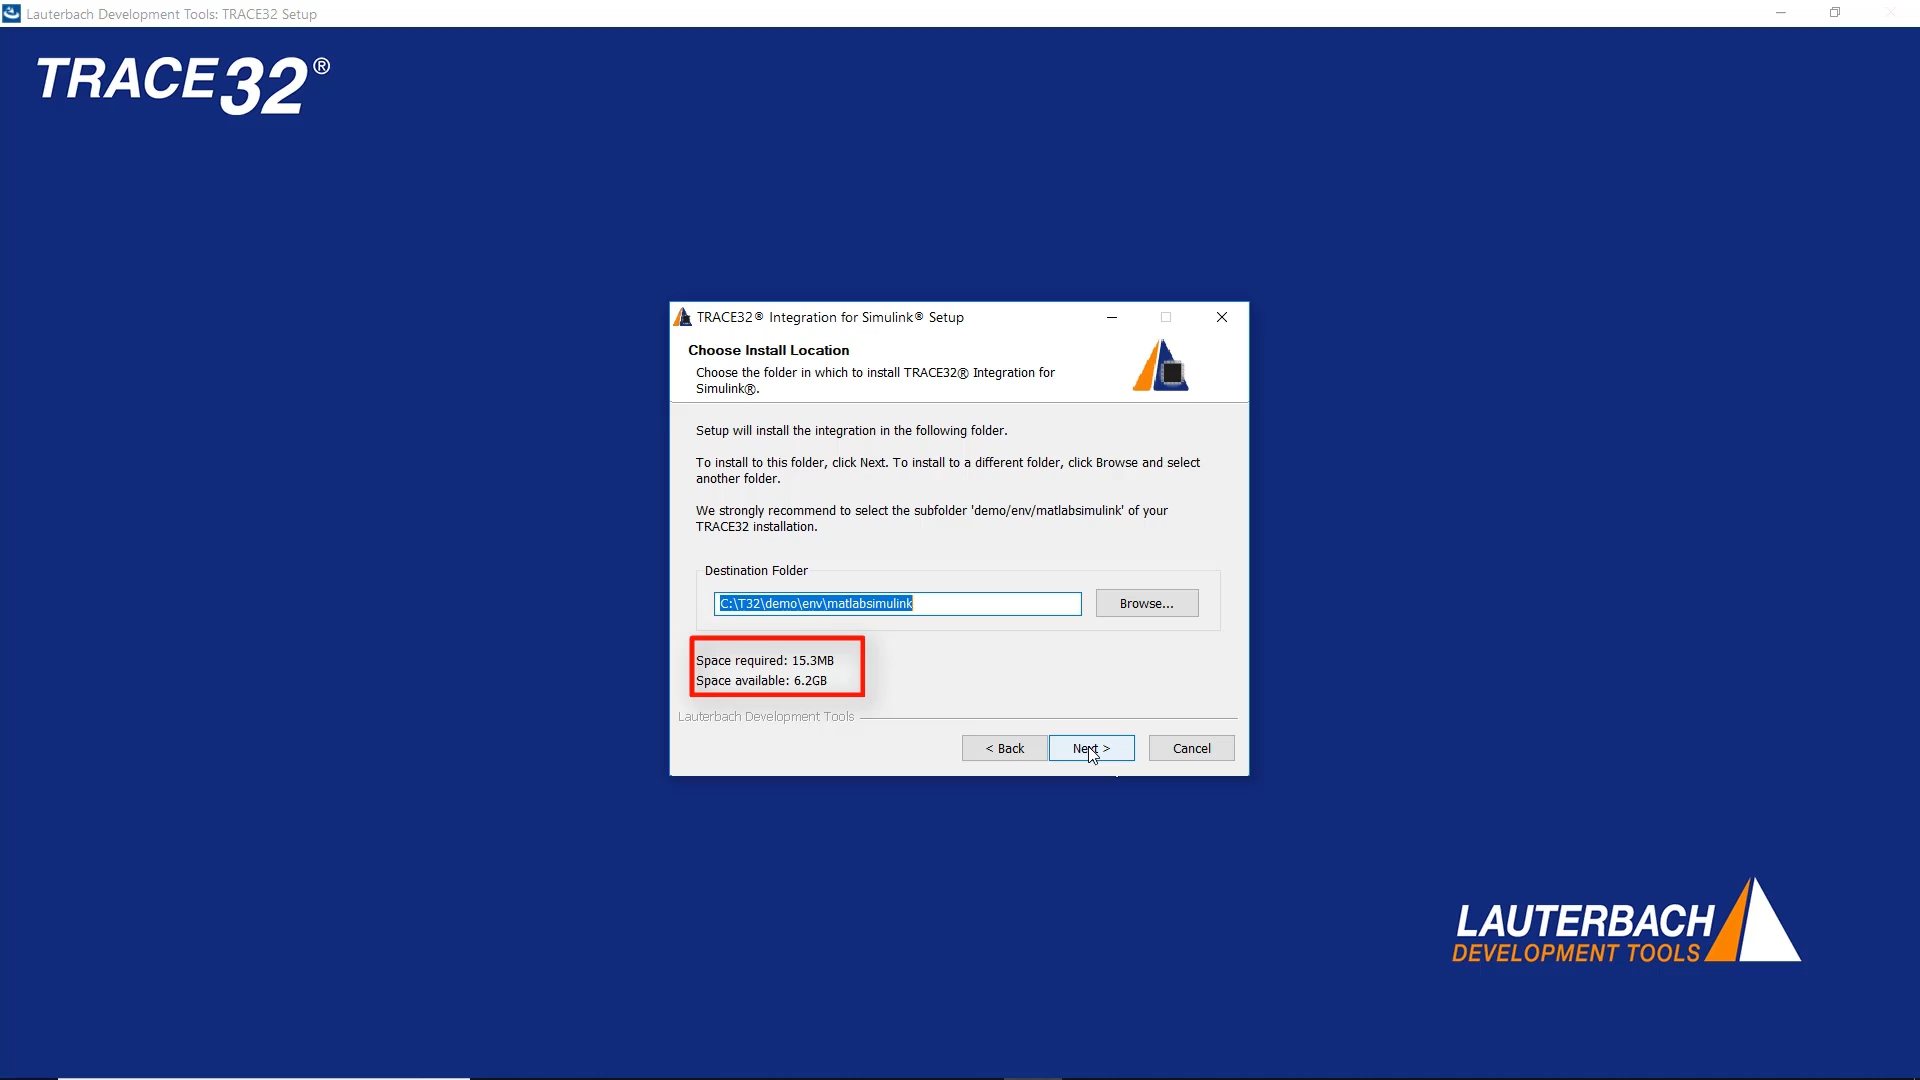 Lauterbach Development Tools: TRACE32 Setup
TRACE32®
TRACE32® Integration for Simulink® Setup
Choose Install Location
Choose the folder in which to install TRACE32® Integration for
Simulink®.
Setup will install the integration in the following folder.
To install to this folder, click Next. To install to a different folder, click Browse and select
another folder.
We strongly recommend to select the subfolder 'demo/env/matlabsimulink' of your
TRACE32 installation.
Destination Folder
C:\T32\demo\env\matlabsimulink
Browse...
Space required: 15.3MB
Space available: 6.2GB
Lauterbach Development Tools
< Back
Next >
Cancel
LAUTERBACH
DEVELOPMENT TOOLS